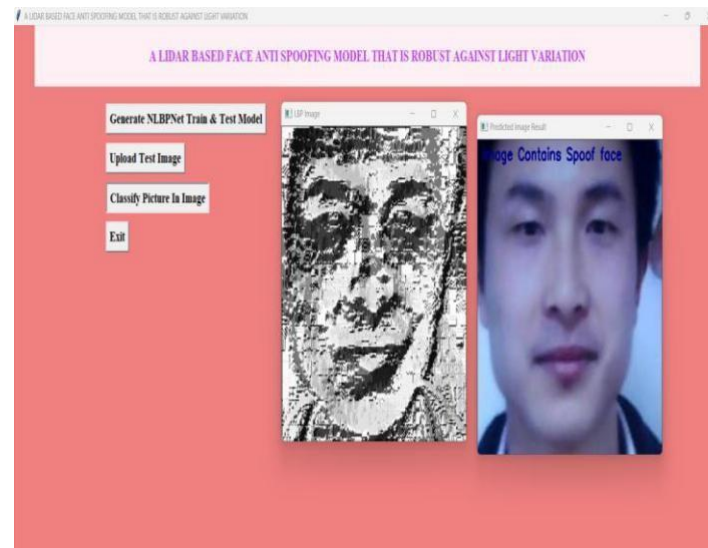 A LIDAR BASED FACE ANTI SPOOFING MODEL, THAT IS ROBUST AGAINST LIGHT VARIATION
A LIDAR BASED FACE ANTI SPOOFING MODEL THAT IS ROBUST AGAINST LIGHT VARIATION
Generate NLBPNet Train & Test Model
LBP Image
Predicted Image Result
Upload Test Image
Contains Spoof face
Classify Picture In Image
Exit